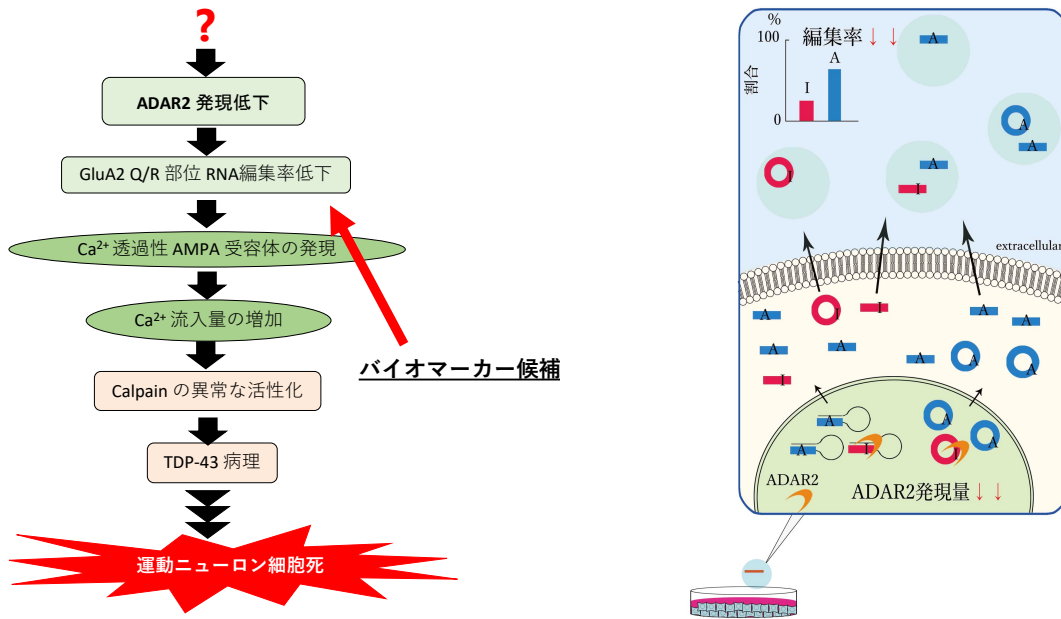 ?
ADAR2 発現低下
GluA2 Q/R 部位 RNA編集率低下
Ca²⁺ 透過性 AMPA 受容体の発現
Ca²⁺ 流入量の増加
バイオマーカー候補
Calpain の異常な活性化
TDP-43 病理
運動ニューロン細胞死
%
100
編集率 ↓ ↓
割合
I
A
0
A
A
A
I
A
I
extracellular
A
I
I
A
A
A
A
A
A
A
I
A
A
A
A
I
I
ADAR2
ADAR2発現量 ↓ ↓